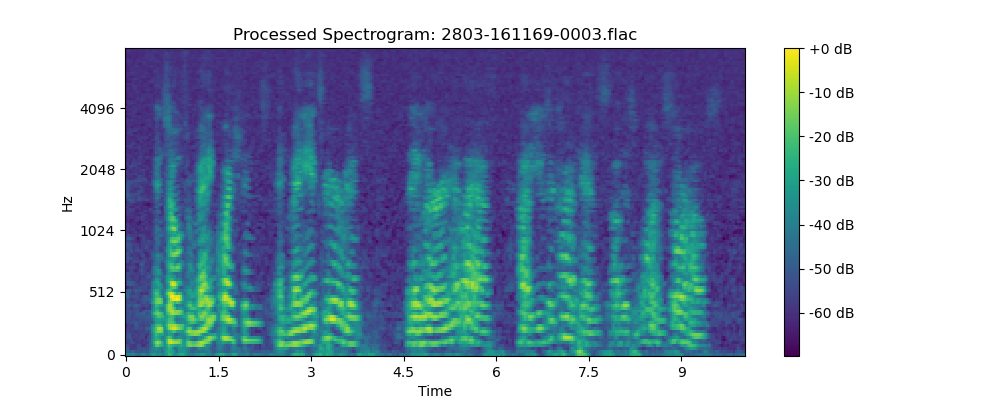 Processed Spectrogram: 2803-161169-0003.flac
Hz
4096
2048
1024
512
0
0 1.5 3 4.5 6 7.5 9
Time
+0 dB
-10 dB
-20 dB
-30 dB
-40 dB
-50 dB
-60 dB